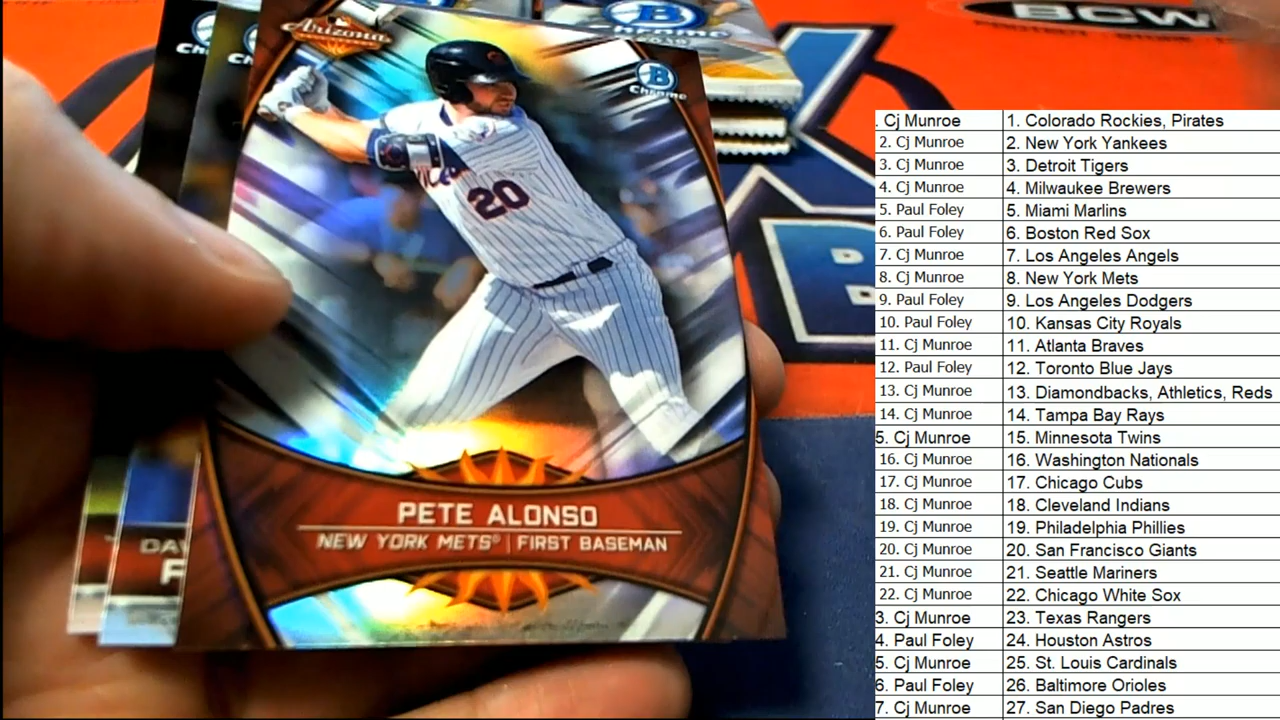 Arizona
B
Chrome
CHROME
BCW
20
DAV
PETE ALONSO
NEW YORK METS® | FIRST BASEMAN
. Cj Munroe 1. Colorado Rockies, Pirates
2. Cj Munroe 2. New York Yankees
3. Cj Munroe 3. Detroit Tigers
4. Cj Munroe 4. Milwaukee Brewers
5. Paul Foley 5. Miami Marlins
6. Paul Foley 6. Boston Red Sox
7. Cj Munroe 7. Los Angeles Angels
8. Cj Munroe 8. New York Mets
9. Paul Foley 9. Los Angeles Dodgers
10. Paul Foley 10. Kansas City Royals
11. Cj Munroe 11. Atlanta Braves
12. Paul Foley 12. Toronto Blue Jays
13. Cj Munroe 13. Diamondbacks, Athletics, Reds
14. Cj Munroe 14. Tampa Bay Rays
5. Cj Munroe 15. Minnesota Twins
16. Cj Munroe 16. Washington Nationals
17. Cj Munroe 17. Chicago Cubs
18. Cj Munroe 18. Cleveland Indians
19. Cj Munroe 19. Philadelphia Phillies
20. Cj Munroe 20. San Francisco Giants
21. Cj Munroe 21. Seattle Mariners
22. Cj Munroe 22. Chicago White Sox
3. Cj Munroe 23. Texas Rangers
4. Paul Foley 24. Houston Astros
5. Cj Munroe 25. St. Louis Cardinals
6. Paul Foley 26. Baltimore Orioles
7. Cj Munroe 27. San Diego Padres